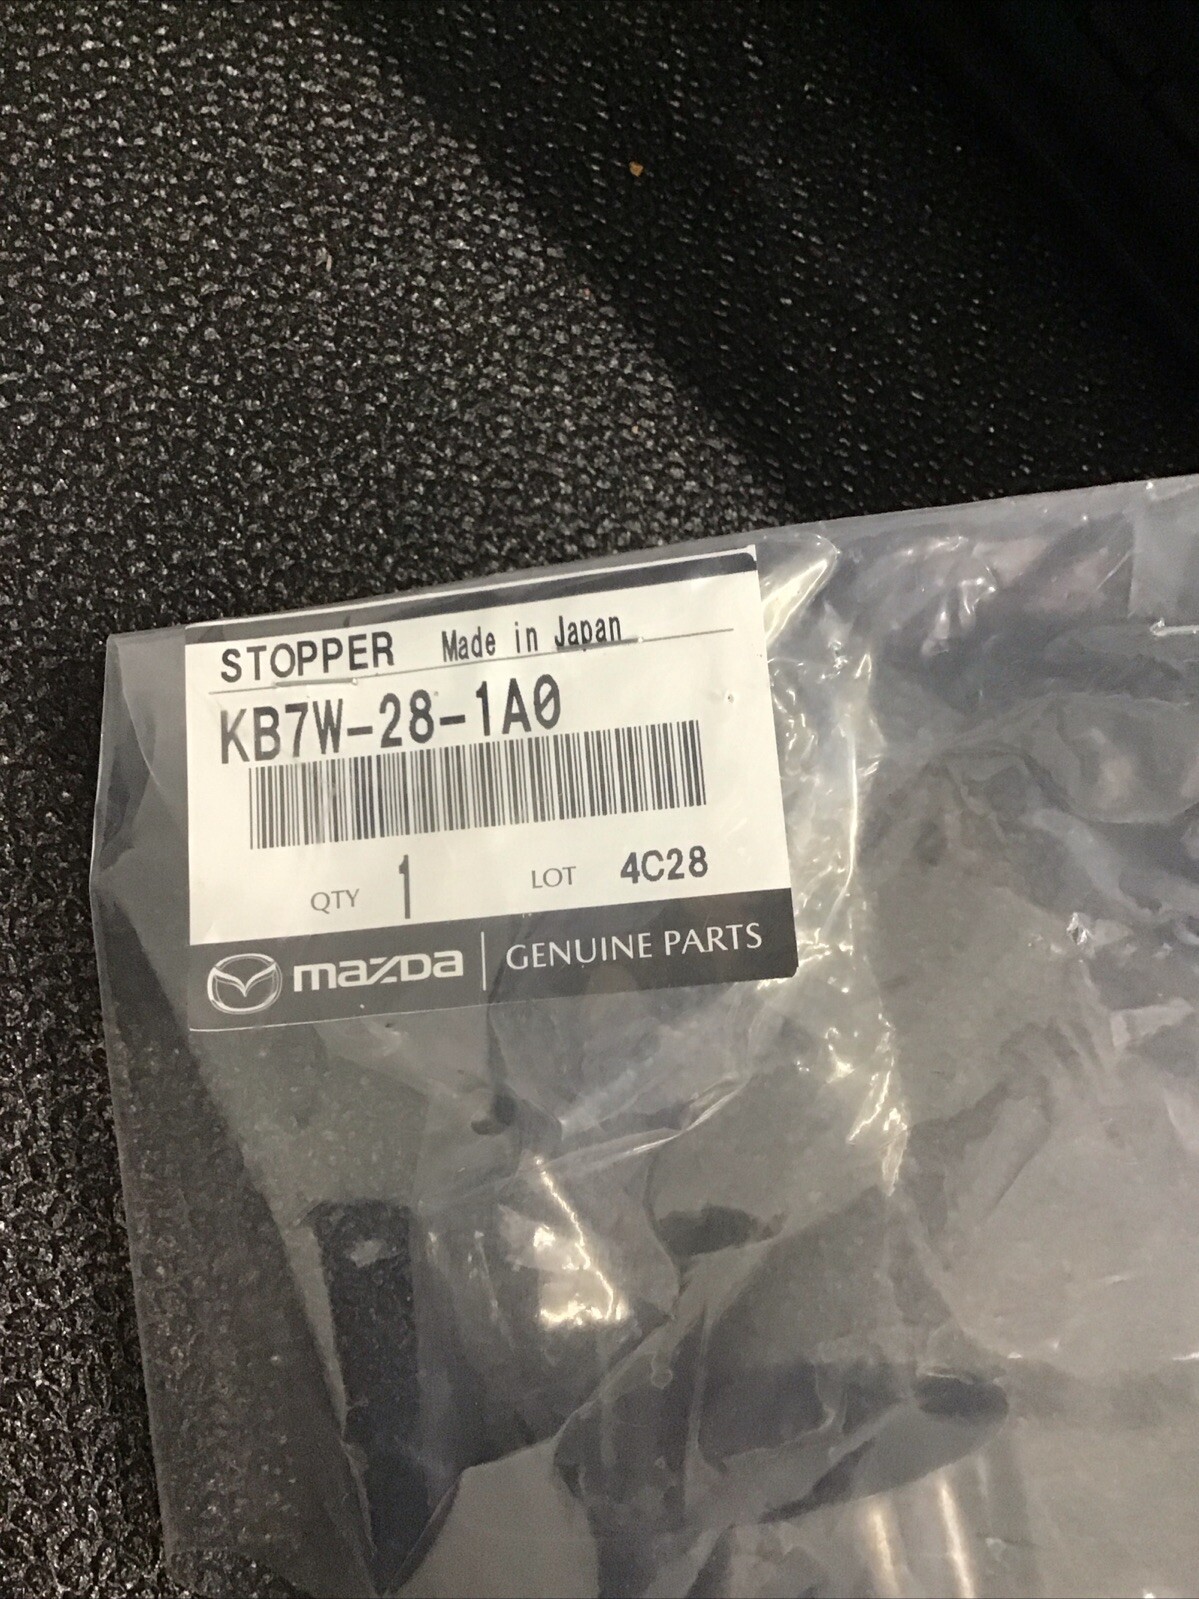 STOPPER Made in Japan
KB7W-28-1A0
QTY 1 LOT 4C28
mazda | GENUINE PARTS